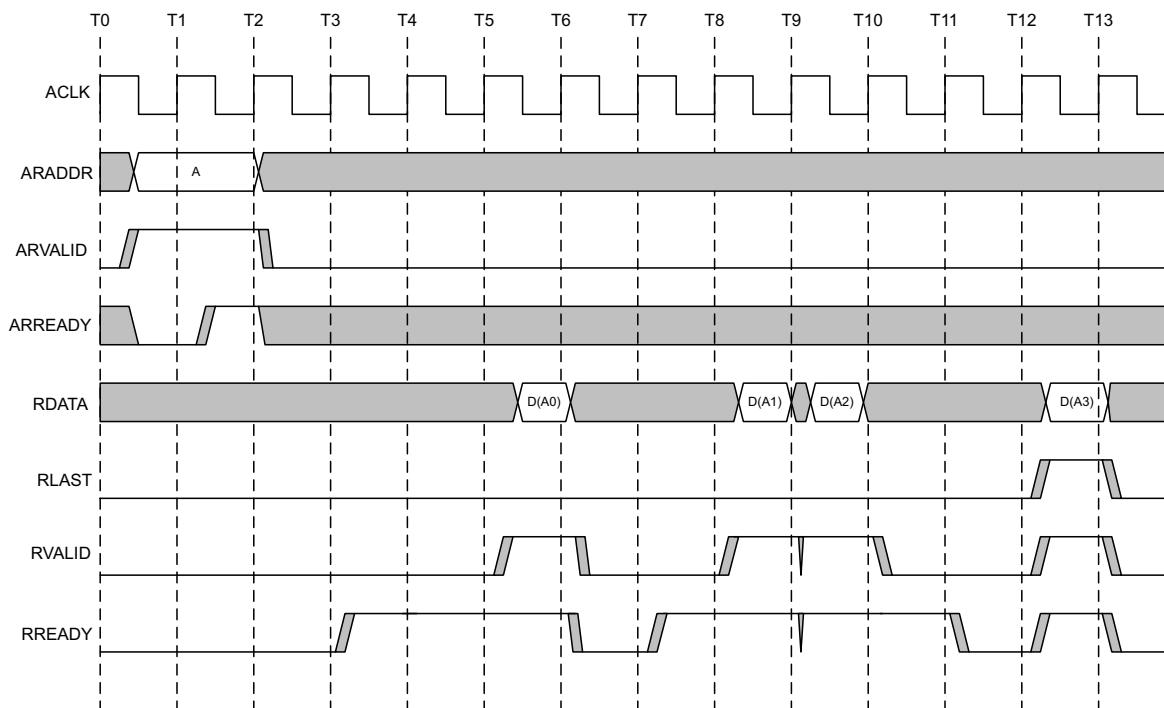 T0 T1 T2 T3 T4 T5 T6 T7 T8 T9 T10 T11 T12 T13
ACLK
ARADDR A
ARVALID
ARREADY
RDATA D(A0) D(A1) D(A2) D(A3)
RLAST
RVALID
RREADY